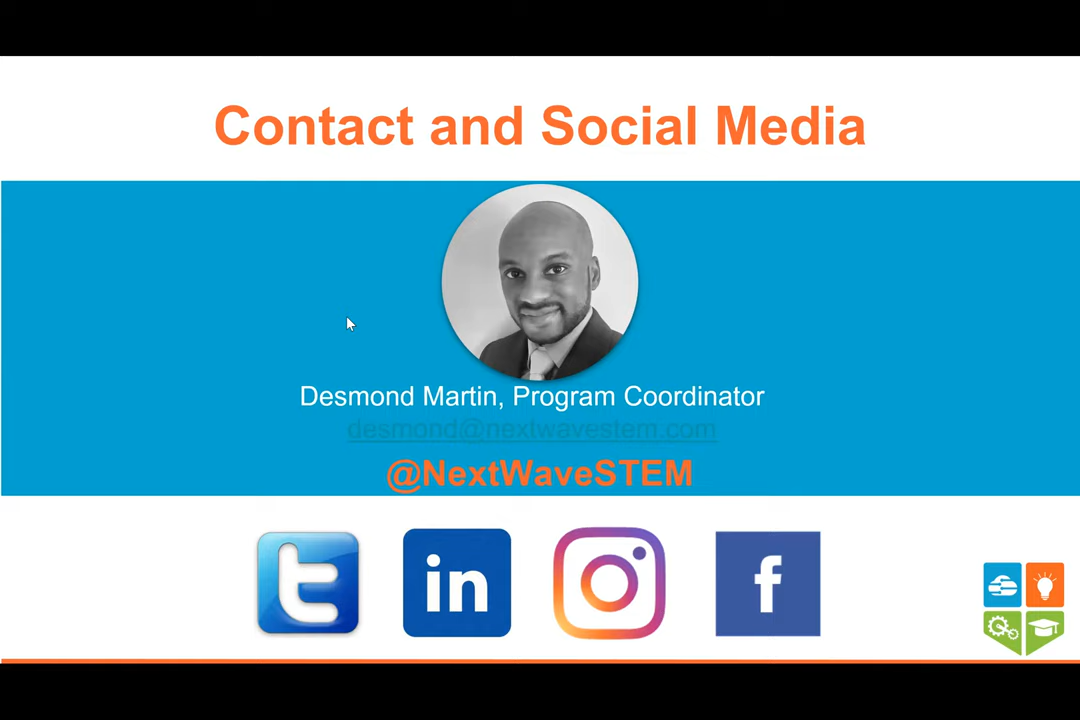 Contact and Social Media
Desmond Martin, Program Coordinator
desmond@nextwavestem.com
@NextWaveSTEM